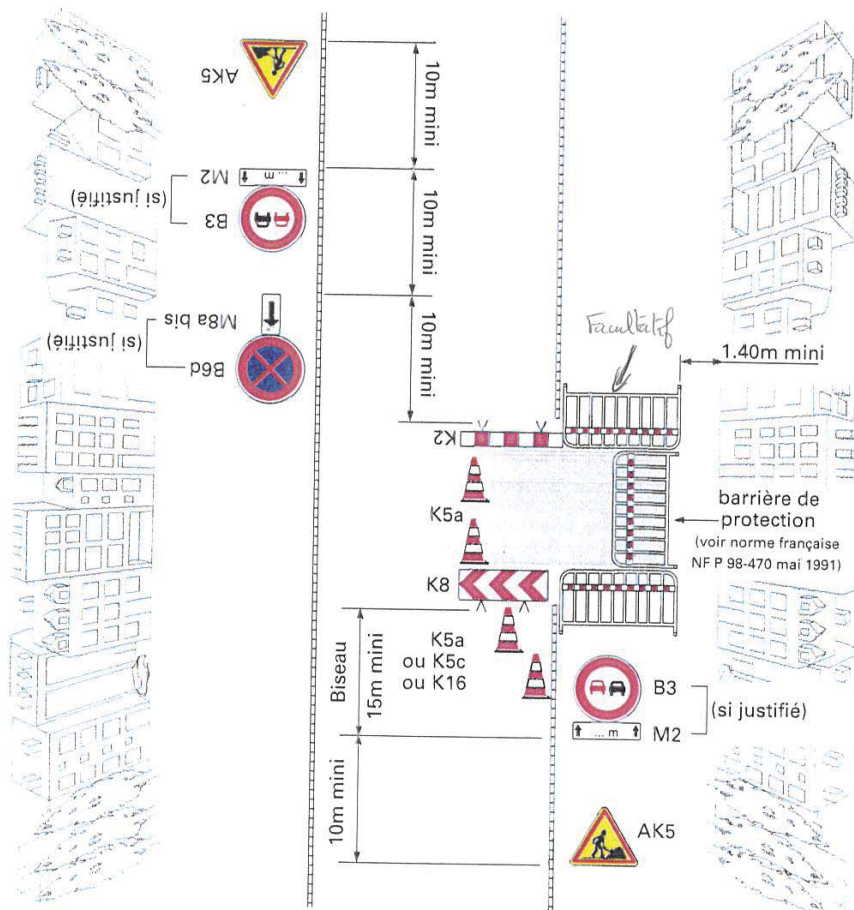 AK5
10m mini
M2
... m
(si justifié)
B3
10m mini
M8a bis
(si justifié)
B6d
10m mini
Facultatif
1.40m mini
K2
K5a
barrière de
protection
(voir norme française
NF P 98-470 mai 1991)
K8
Biseau
15m mini
K5a
ou K5c
ou K16
B3
(si justifié)
... m
M2
10m mini
AK5